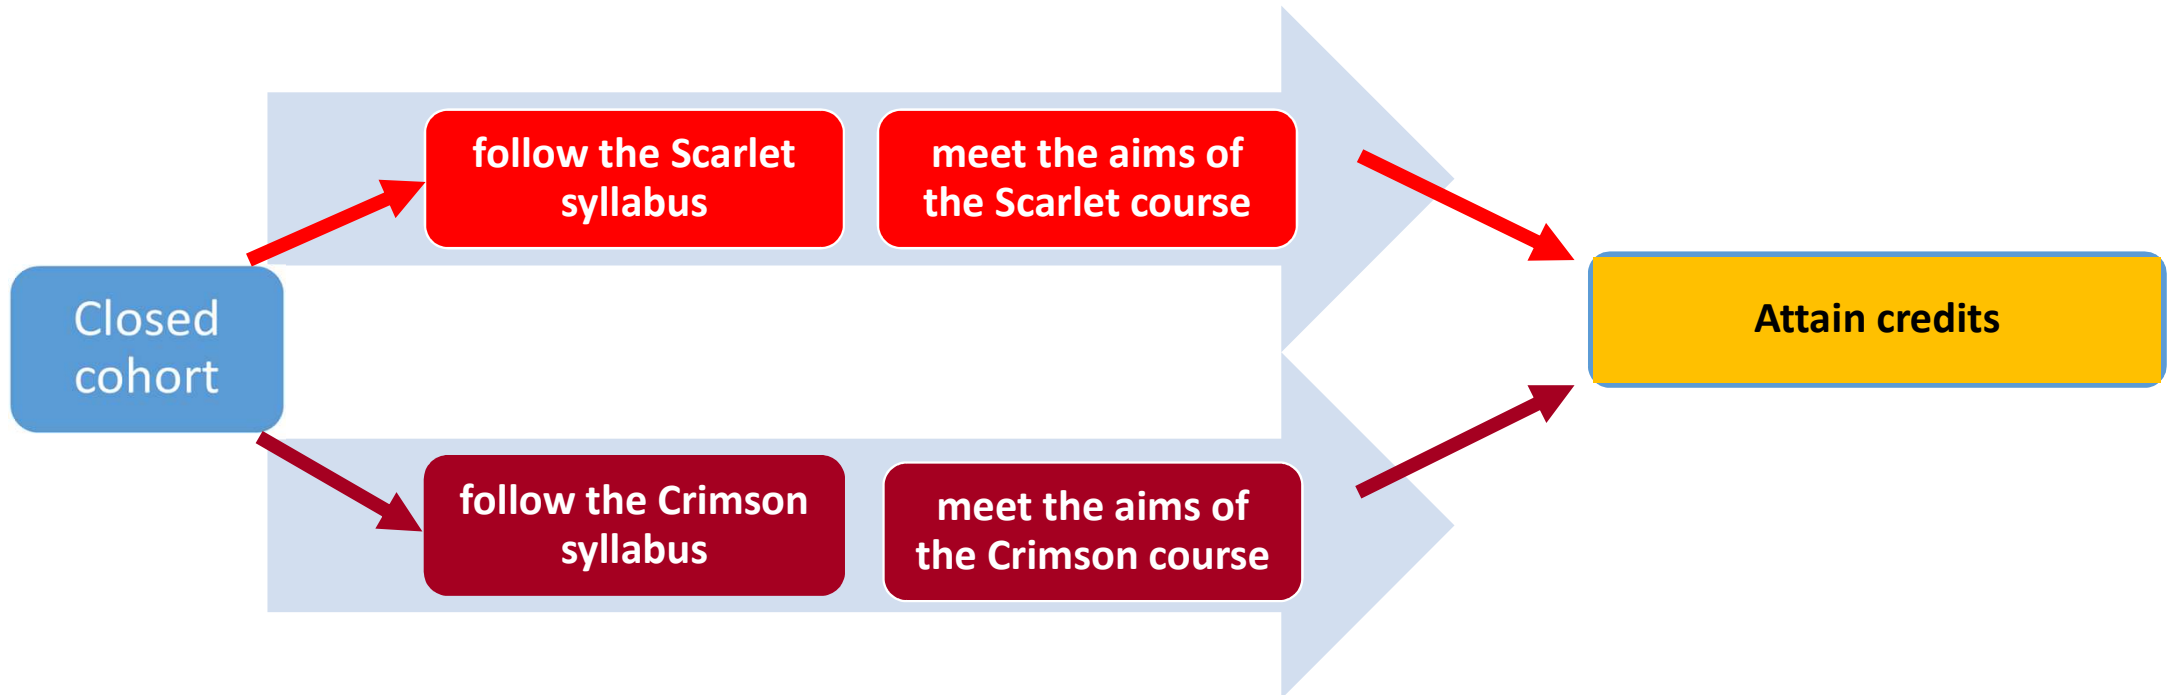 Closed
cohort
follow the Scarlet
syllabus
meet the aims of
the Scarlet course
follow the Crimson
syllabus
meet the aims of
the Crimson course
Attain credits